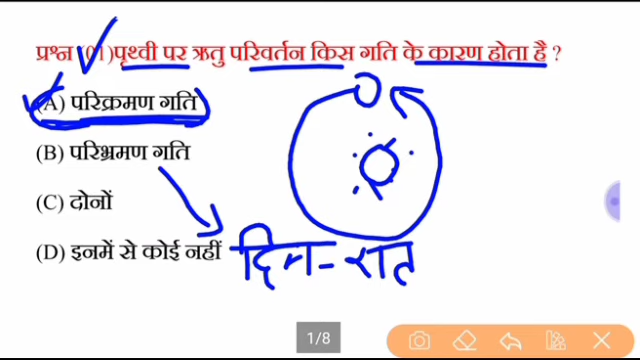 प्रश्न (01) पृथ्वी पर ऋतु परिवर्तन किस गति के कारण होता है ?
(A) परिक्रमण गति
(B) परिभ्रमण गति
(C) दोनों
(D) इनमें से कोई नहीं
दिन = रात
1/8